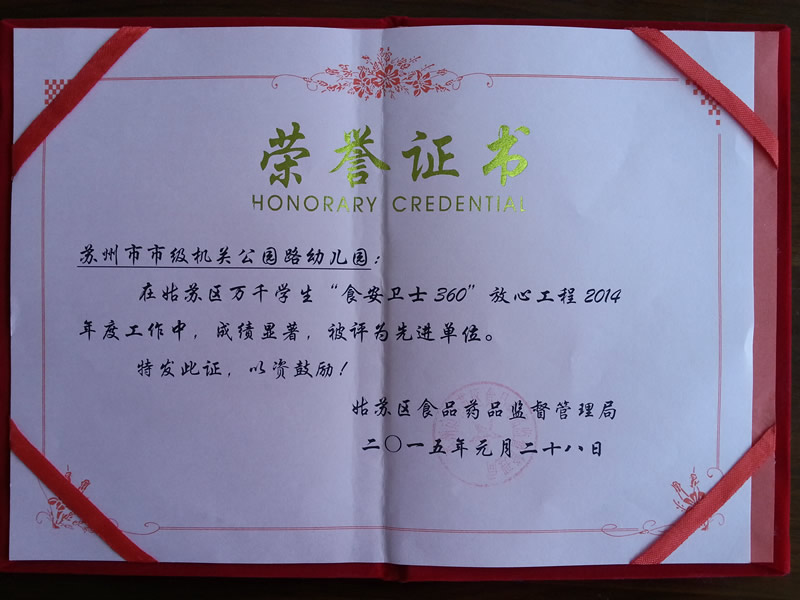 荣誉证书
HONORARY CREDENTIAL
苏州市市级机关公园路幼儿园：
在姑苏区万千学生“食安卫士360”放心工程2014
年度工作中，成绩显著，被评为先进单位。
特发此证，以资鼓励！
姑苏区食品药品监督管理局
二〇一五年元月二十八日